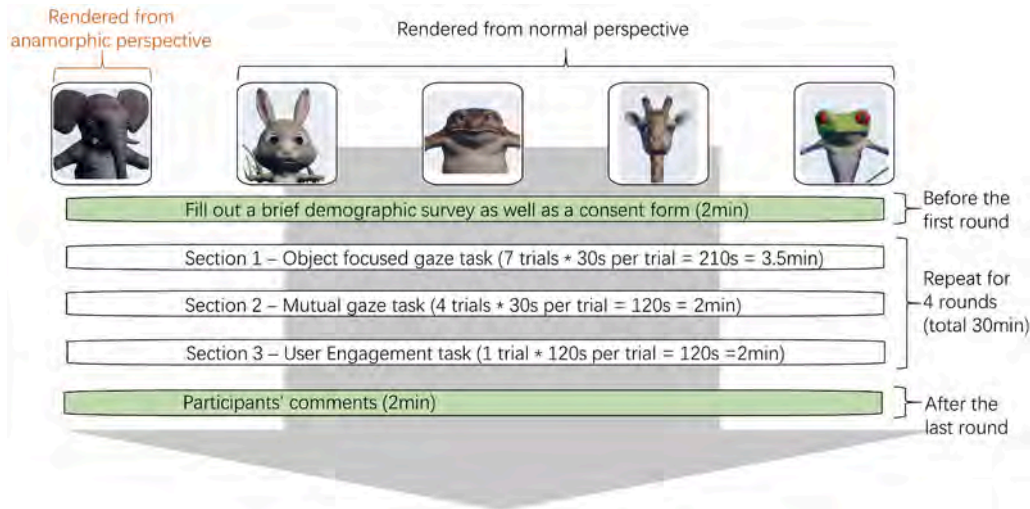 Rendered from
anamorphic perspective
Rendered from normal perspective
Fill out a brief demographic survey as well as a consent form (2min)
Before the
first round
Section 1 – Object focused gaze task (7 trials * 30s per trial = 210s = 3.5min)
Section 2 – Mutual gaze task (4 trials * 30s per trial = 120s = 2min)
Section 3 – User Engagement task (1 trial * 120s per trial = 120s =2min)
Repeat for
4 rounds
(total 30min)
Participants' comments (2min)
After the
last round